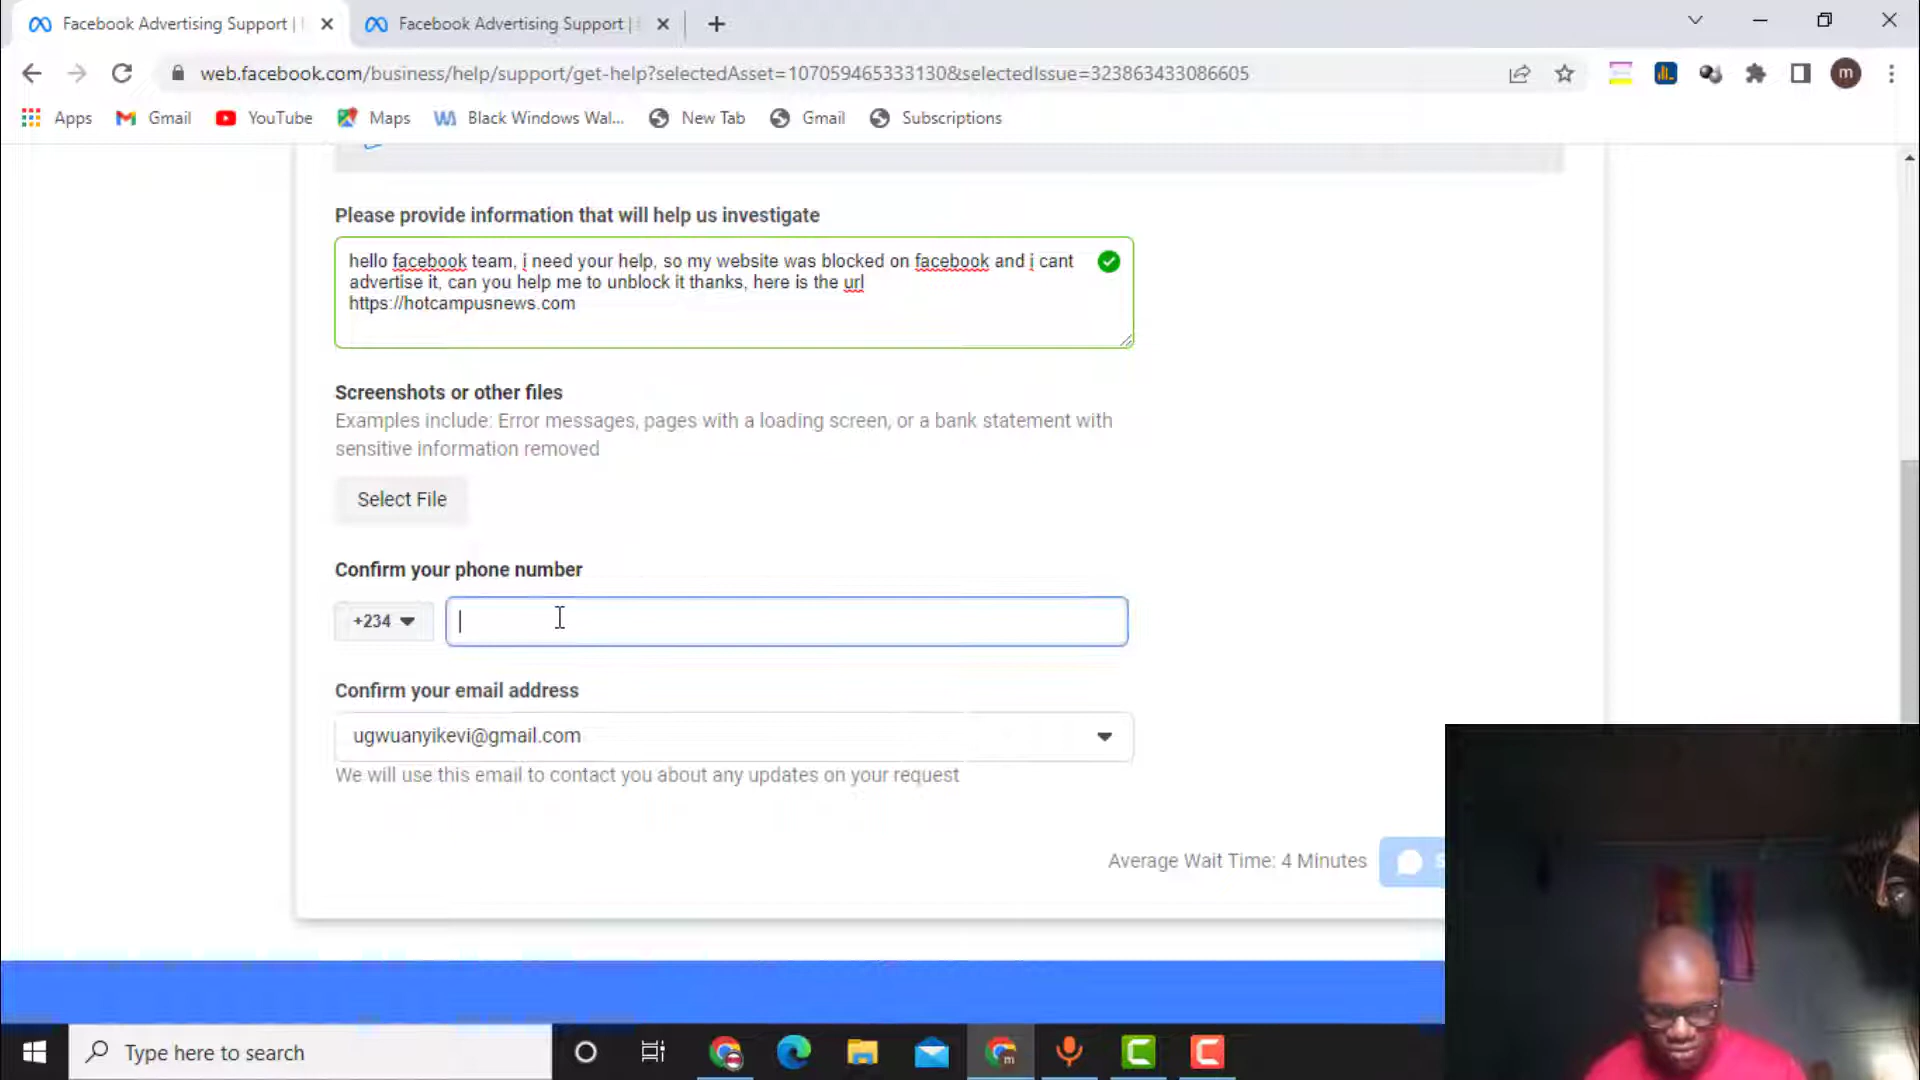 Facebook Advertising Support |
Facebook Advertising Support |
web.facebook.com/business/help/support/get-help?selectedAsset=107059465333130&selectedIssue=323863433086605
m
Apps
Gmail
YouTube
Maps
Black Windows Wal...
New Tab
Gmail
Subscriptions
Please provide information that will help us investigate
hello facebook team, i need your help, so my website was blocked on facebook and i cant
advertise it, can you help me to unblock it thanks, here is the url
https://hotcampusnews.com
Screenshots or other files
Examples include: Error messages, pages with a loading screen, or a bank statement with
sensitive information removed
Select File
Confirm your phone number
+234
Confirm your email address
ugwuanyikevi@gmail.com
We will use this email to contact you about any updates on your request
Average Wait Time: 4 Minutes
Type here to search